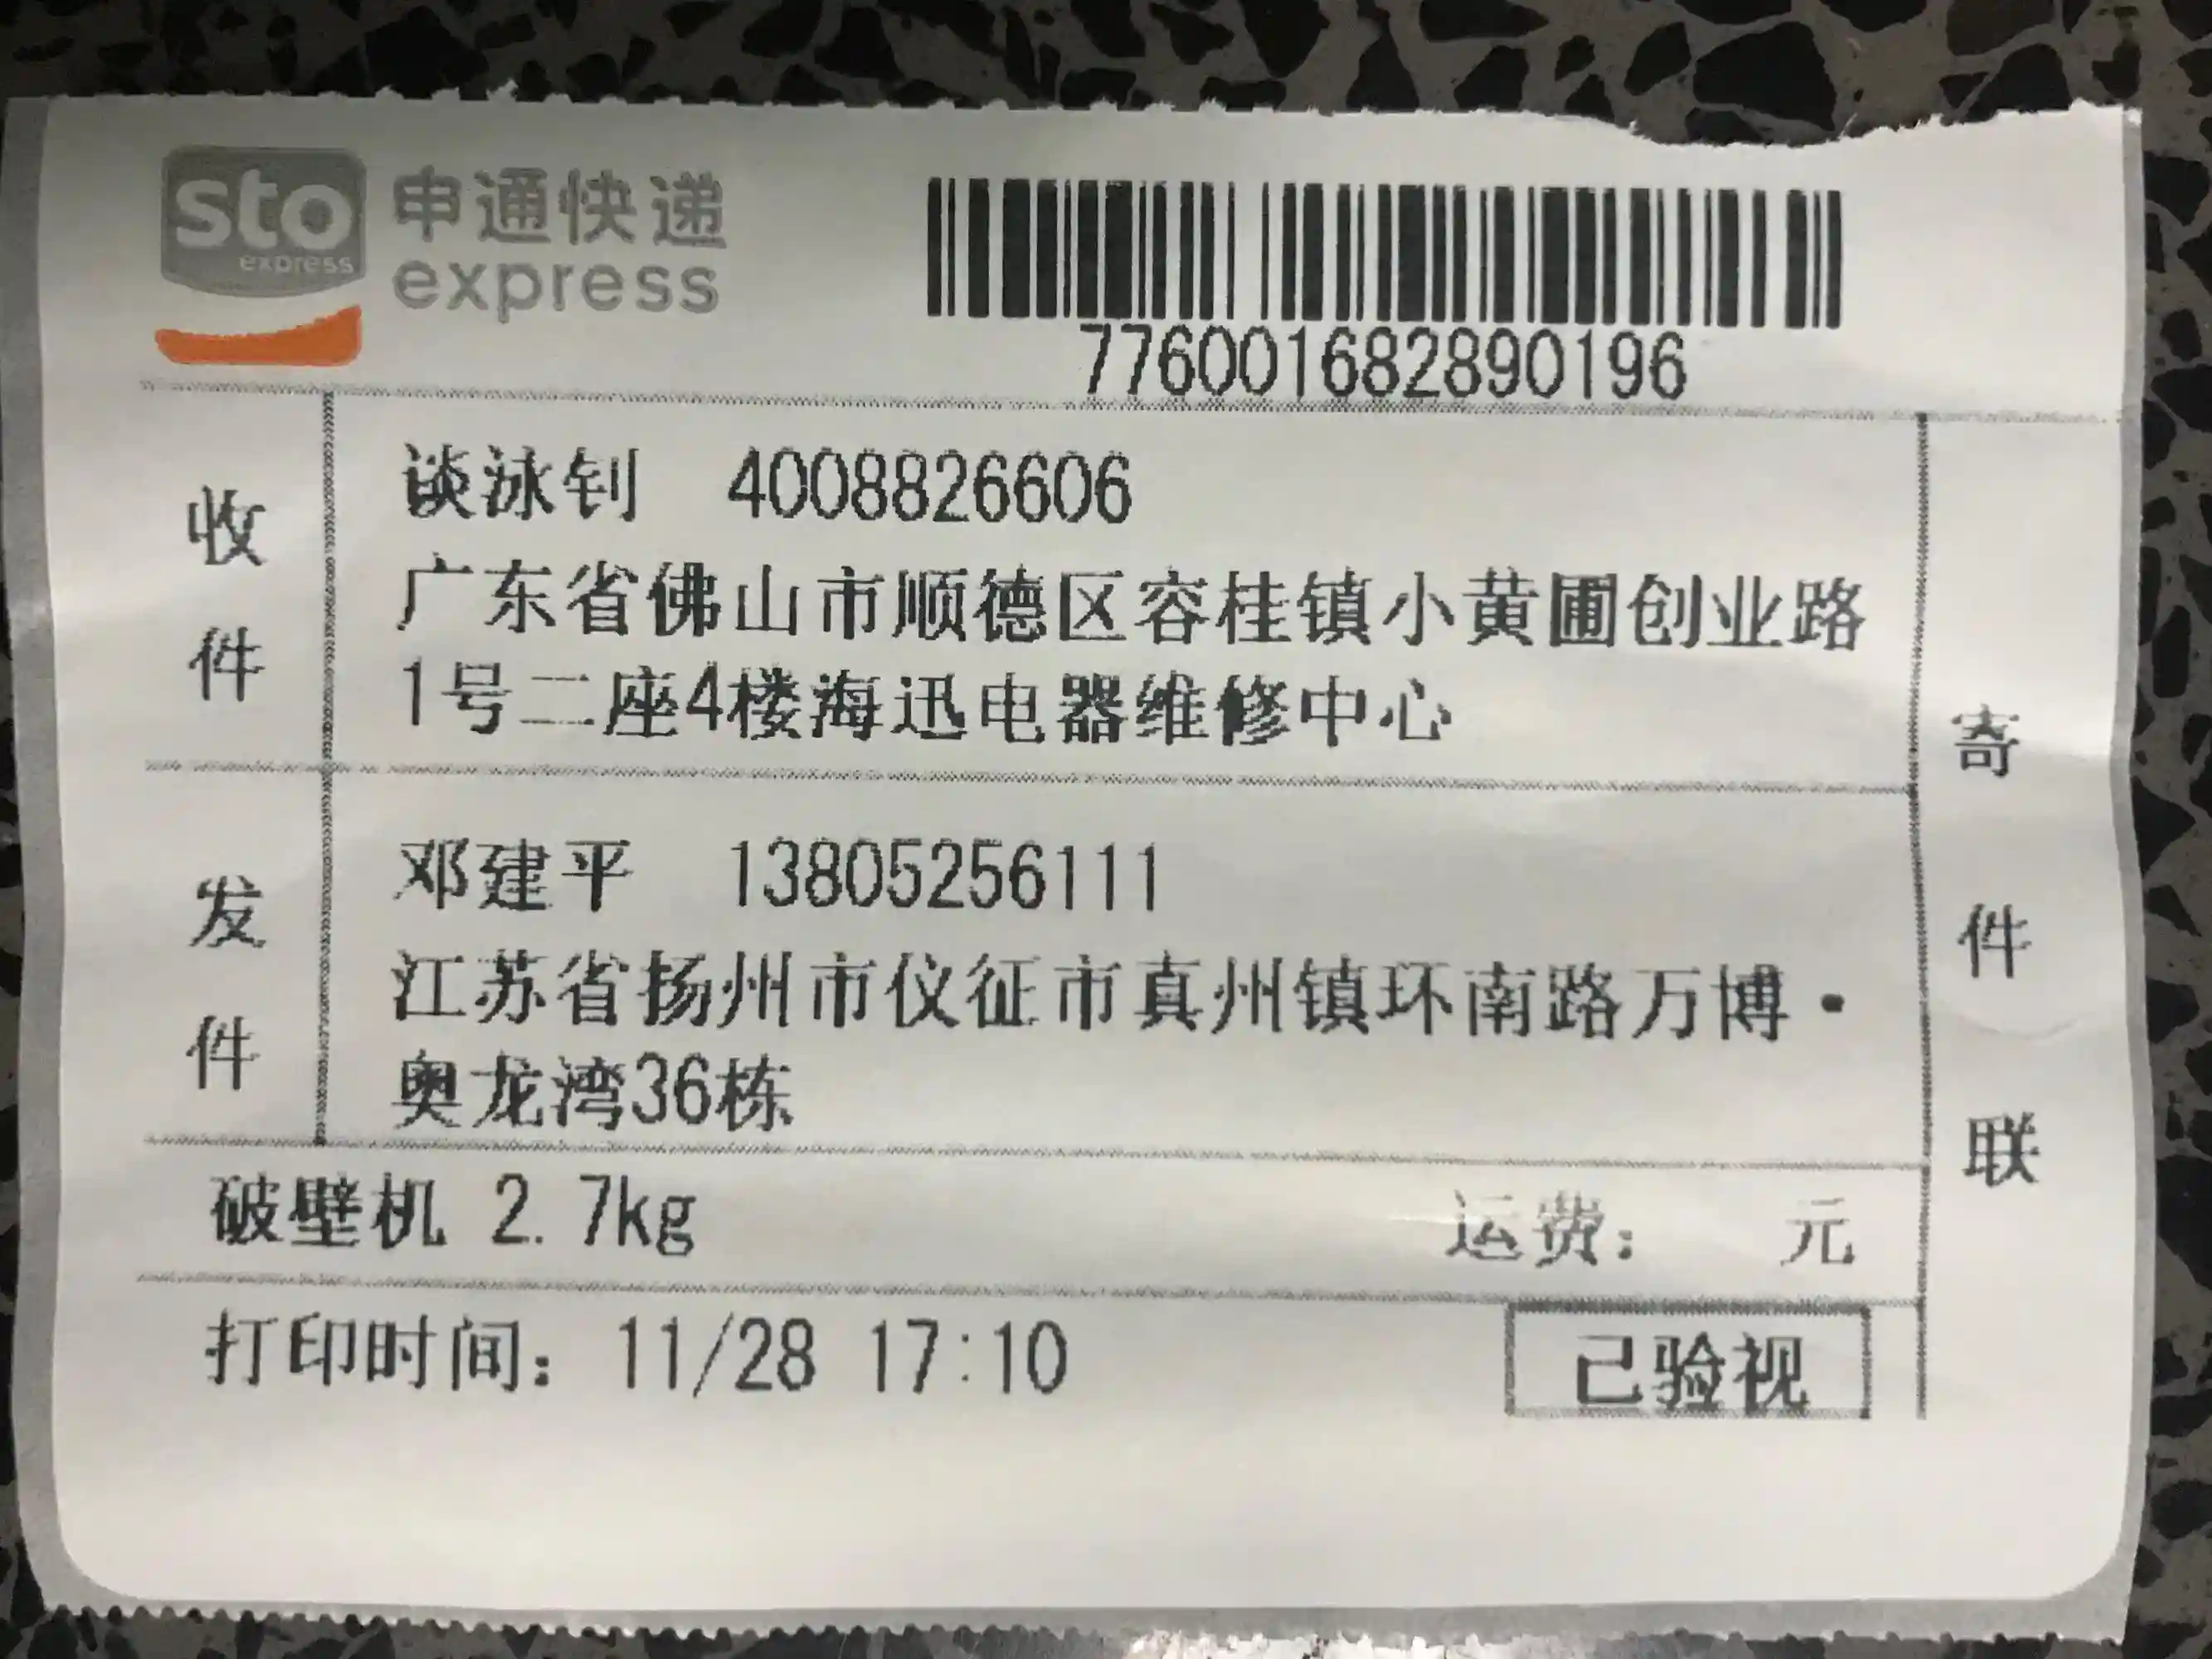 sto
express
申通快递
express
776001682890196
收件
谈泳钊 4008826606
广东省佛山市顺德区容桂镇小黄圃创业路
1号二座4楼海迅电器维修中心
发件
邓建平 13805256111
江苏省扬州市仪征市真州镇环南路万博·
奥龙湾36栋
寄件联
破壁机 2.7kg 运费： 元
打印时间：11/28 17:10
已验视